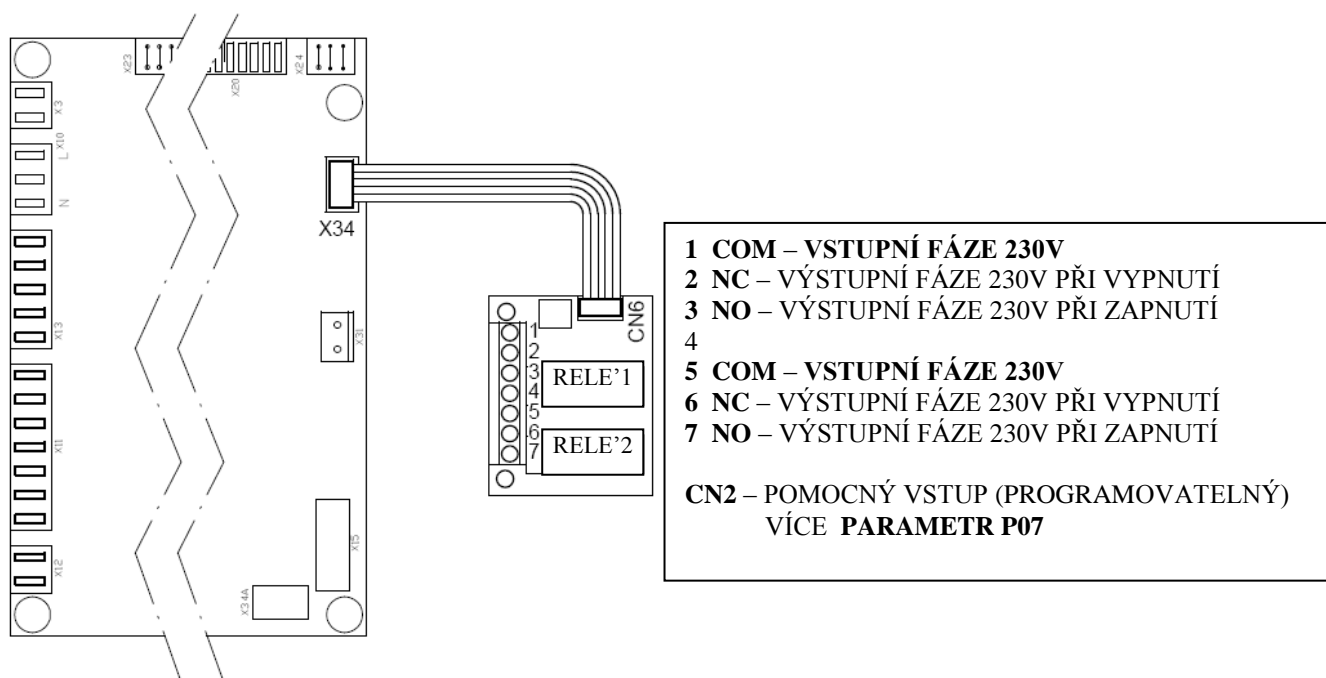 X23
X20
X24
X3
X10
L
N
X34
X13
X31
X11
X12
X15
X34A
CN6
1
2
3
4
5
6
7
RELE’1
RELE’2
1 COM – VSTUPNÍ FÁZE 230V
2 NC – VÝSTUPNÍ FÁZE 230V PŘI VYPNUTÍ
3 NO – VÝSTUPNÍ FÁZE 230V PŘI ZAPNUTÍ
4
5 COM – VSTUPNÍ FÁZE 230V
6 NC – VÝSTUPNÍ FÁZE 230V PŘI VYPNUTÍ
7 NO – VÝSTUPNÍ FÁZE 230V PŘI ZAPNUTÍ
CN2 – POMOCNÝ VSTUP (PROGRAMOVATELNÝ)
VÍCE PARAMETR P07